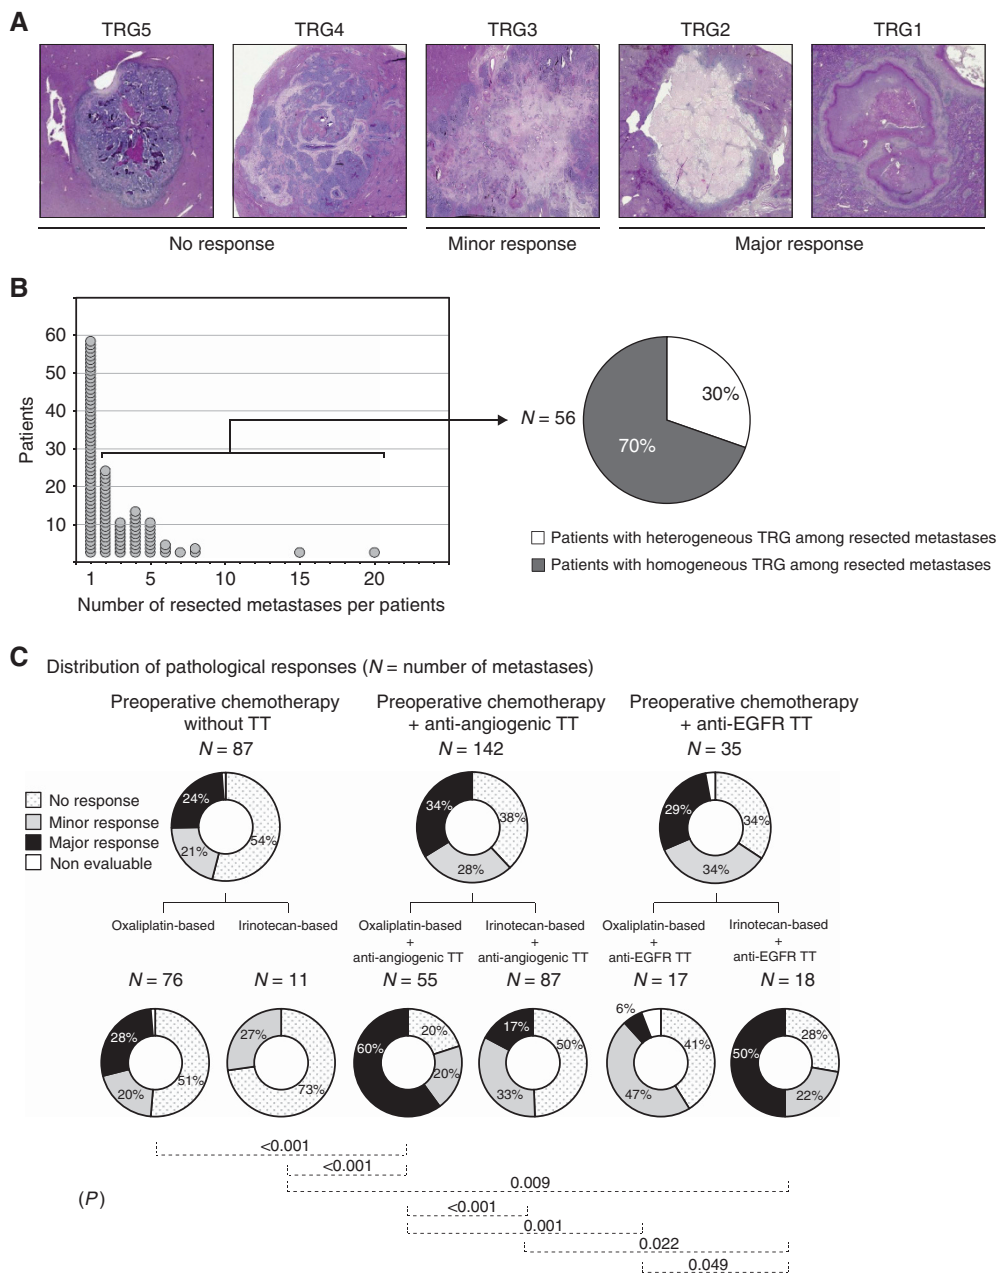 A
TRG5 TRG4 TRG3 TRG2 TRG1
No response Minor response Major response
B
60
50
40
30
20
10
Patients
1 5 10 15 20
Number of resected metastases per patients
N = 56
30%
70%
Patients with heterogeneous TRG among resected metastases
Patients with homogeneous TRG among resected metastases
C
Distribution of pathological responses (N = number of metastases)
Preoperative chemotherapy
without TT
N = 87
Preoperative chemotherapy
+ anti-angiogenic TT
N = 142
Preoperative chemotherapy
+ anti-EGFR TT
N = 35
No response
Minor response
Major response
Non evaluable
24%
54%
21%
34%
38%
28%
29%
34%
34%
Oxaliplatin-based
N = 76
Irinotecan-based
N = 11
Oxaliplatin-based
+
anti-angiogenic TT
N = 55
Irinotecan-based
+
anti-angiogenic TT
N = 87
Oxaliplatin-based
+
anti-EGFR TT
N = 17
Irinotecan-based
+
anti-EGFR TT
N = 18
28%
51%
20%
27%
73%
60%
20%
20%
17%
50%
33%
6%
41%
47%
50%
28%
22%
(P)
<0.001
<0.001
0.009
<0.001
0.001
0.022
0.049